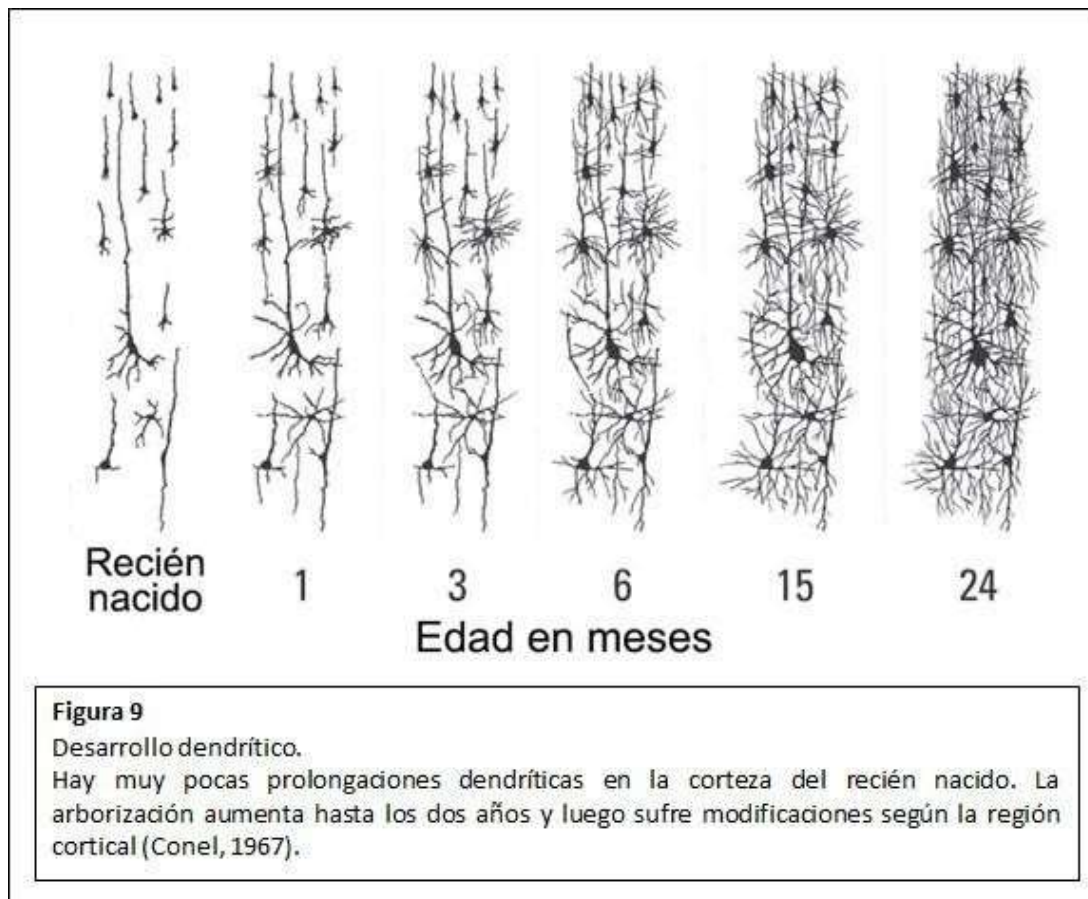 Recién
nacido
1
3
6
15
24
Edad en meses
Figura 9
Desarrollo dendrítico.
Hay muy pocas prolongaciones dendríticas en la corteza del recién nacido. La
arborización aumenta hasta los dos años y luego sufre modificaciones según la región
cortical (Conel, 1967).